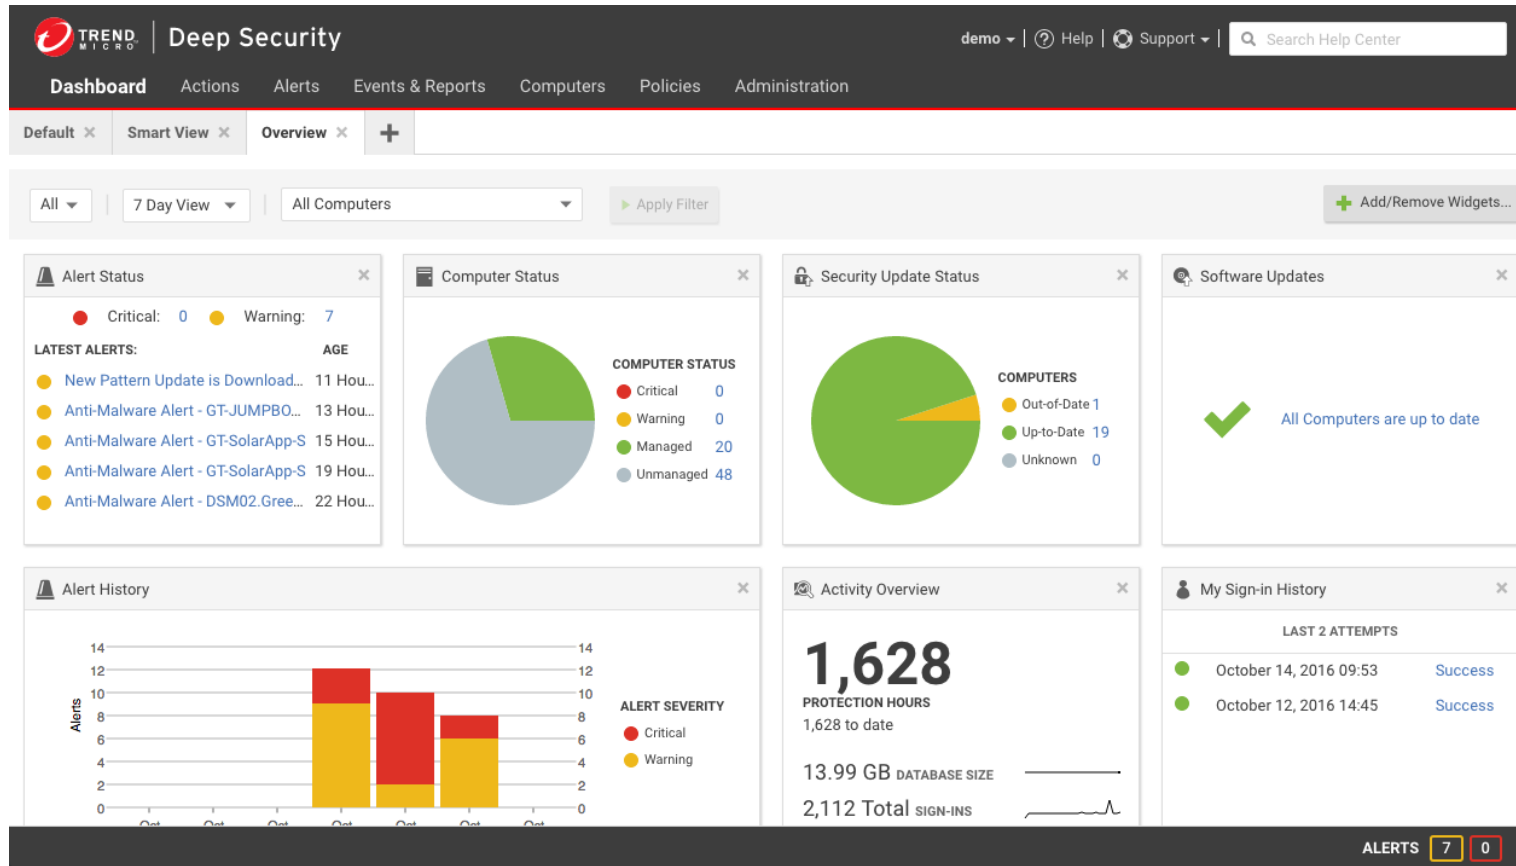 TREND MICRO Deep Security
demo Help Support Search Help Center
Dashboard Actions Alerts Events & Reports Computers Policies Administration
Default Smart View Overview
All 7 Day View All Computers Apply Filter Add/Remove Widgets...
Alert Status
Critical: 0 Warning: 7
LATEST ALERTS: AGE
New Pattern Update is Download... 11 Hou...
Anti-Malware Alert - GT-JUMPBO... 13 Hou...
Anti-Malware Alert - GT-SolarApp-S 15 Hou...
Anti-Malware Alert - GT-SolarApp-S 19 Hou...
Anti-Malware Alert - DSM02.Gree... 22 Hou...
Computer Status
COMPUTER STATUS
Critical 0
Warning 0
Managed 20
Unmanaged 48
Security Update Status
COMPUTERS
Out-of-Date 1
Up-to-Date 19
Unknown 0
Software Updates
All Computers are up to date
Alert History
14 14
12 12
10 10
8 8
6 6
4 4
2 2
0 0
Alerts
ALERT SEVERITY
Critical
Warning
Activity Overview
1,628
PROTECTION HOURS
1,628 to date
13.99 GB DATABASE SIZE
2,112 Total SIGN-INS
My Sign-in History
LAST 2 ATTEMPTS
October 14, 2016 09:53 Success
October 12, 2016 14:45 Success
ALERTS 7 0